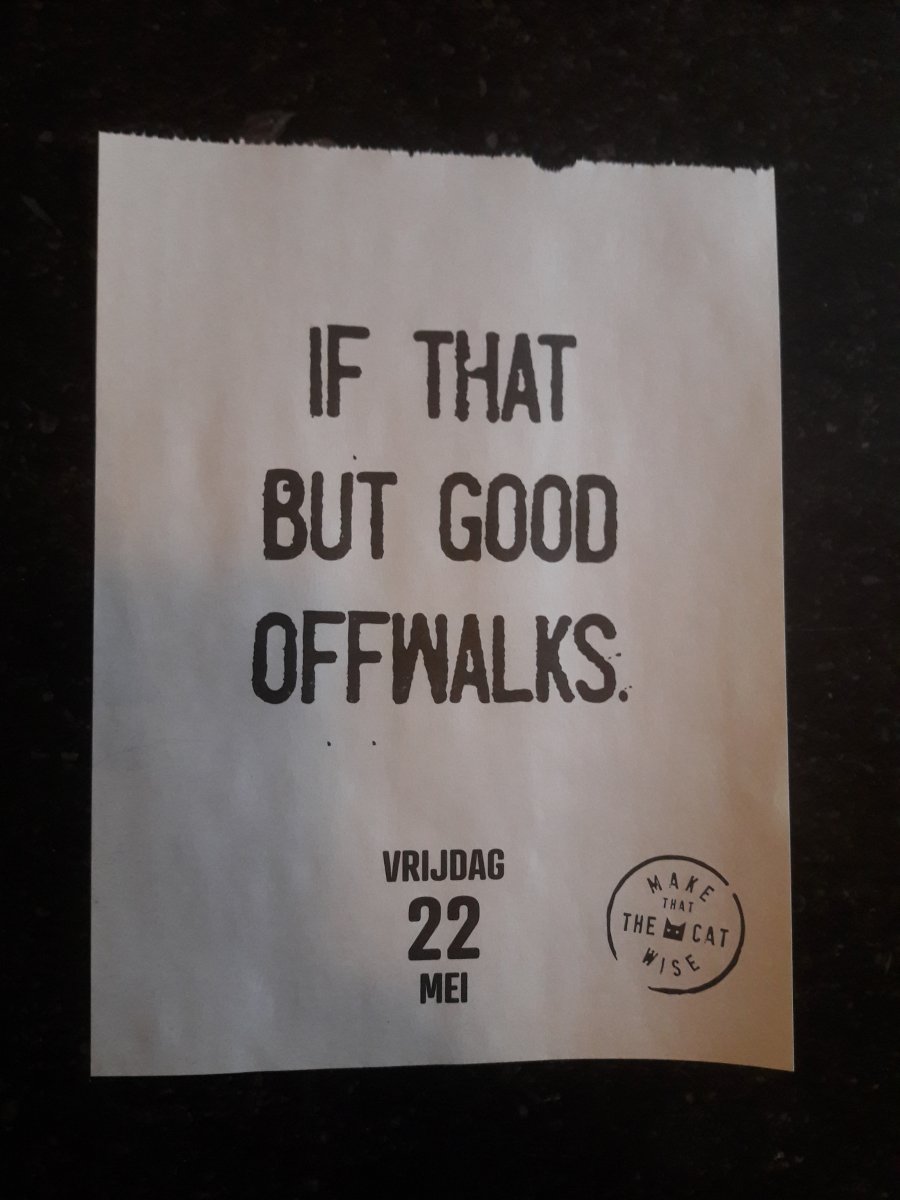 IF THAT
BUT GOOD
OFFWALKS.
VRIJDAG
22
MEI
MAKE
THAT
THE CAT
WISE